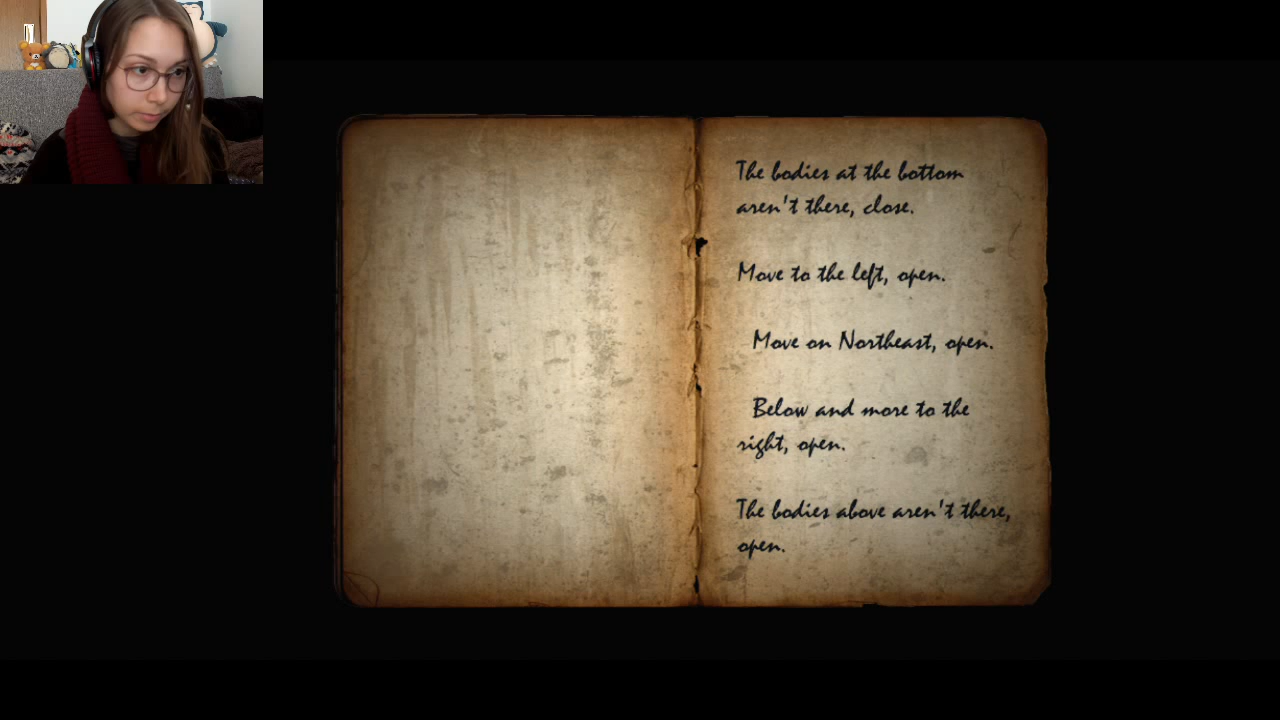 The bodies at the bottom
aren't there, close.
Move to the left, open.
Move on Northeast, open.
Below and more to the
right, open.
The bodies above aren't there,
open.